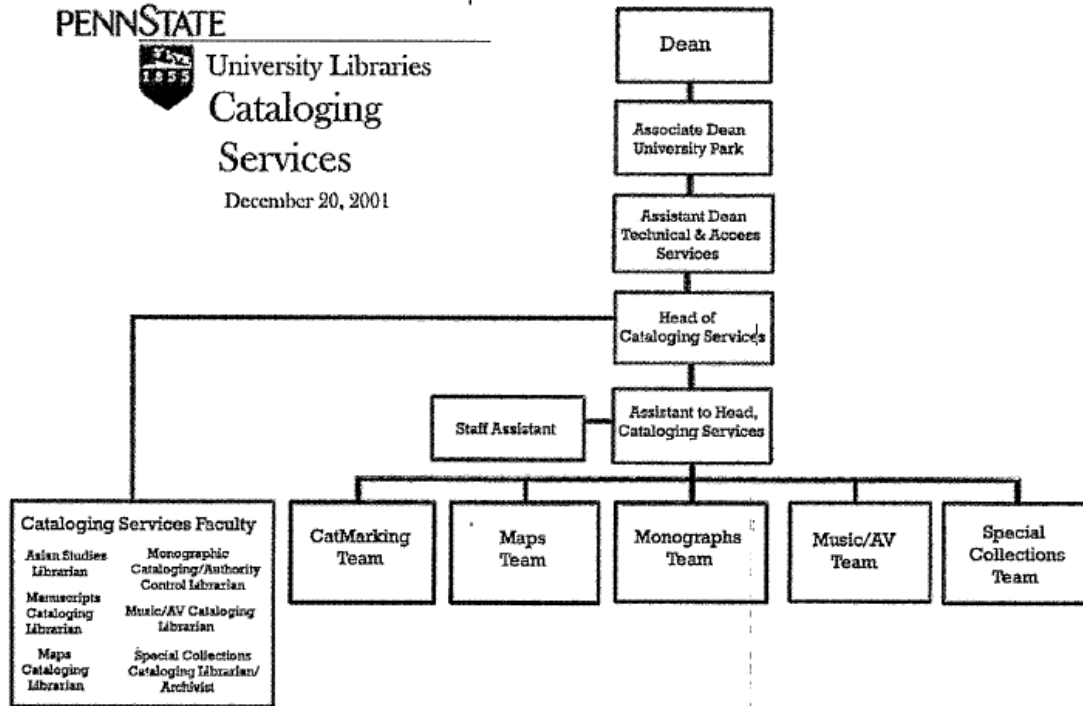 PENNSTATE
1855
University Libraries
Cataloging
Services
December 20, 2001
Dean
Associate Dean
University Park
Assistant Dean
Technical & Access
Services
Head of
Cataloging Services
Assistant to Head,
Cataloging Services
Staff Assistant
Cataloging Services Faculty
Asian Studies
Librarian
Manuscripts
Cataloging
Librarian
Maps
Cataloging
Librarian
Monographic
Cataloging/Authority
Control Librarian
Music/AV Cataloging
Librarian
Special Collections
Cataloging Librarian/
Archivist
CatMarking
Team
Maps
Team
Monographs
Team
Music/AV
Team
Special
Collections
Team